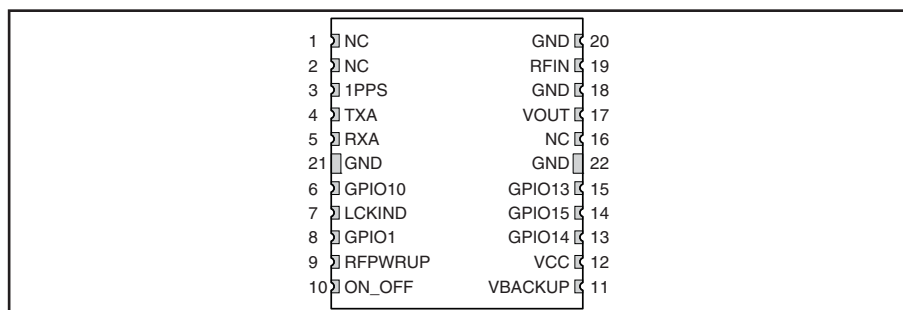 1 NC GND 20
2 NC RFIN 19
3 1PPS GND 18
4 TXA VOUT 17
5 RXA NC 16
21 GND GND 22
6 GPIO10 GPIO13 15
7 LCKIND GPIO15 14
8 GPIO1 GPIO14 13
9 RFPWRUP VCC 12
10 ON_OFF VBACKUP 11